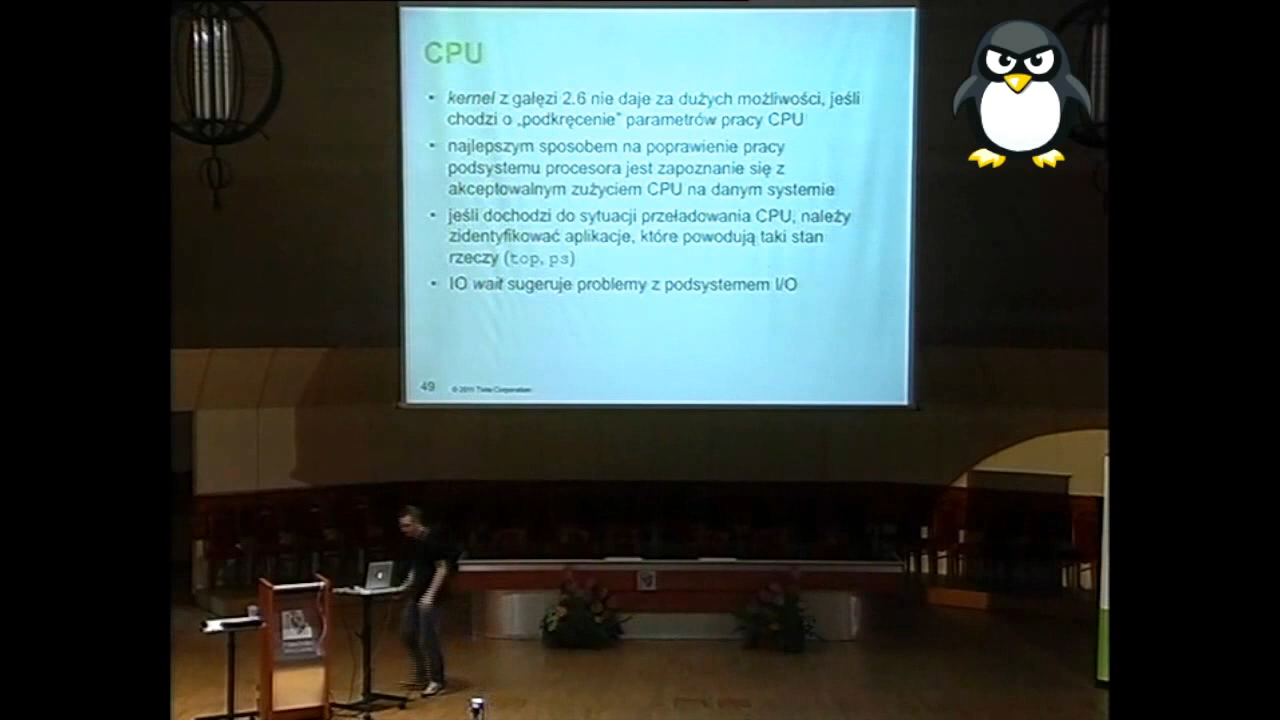 CPU
• kernel z gałęzi 2.6 nie daje za dużych możliwości, jeśli
chodzi o „podkręcenie” parametrów pracy CPU
• najlepszym sposobem na poprawienie pracy
podsystemu procesora jest zapoznanie się z
akceptowalnym zużyciem CPU na danym systemie
• jeśli dochodzi do sytuacji przeładowania CPU, należy
zidentyfikować aplikacje, które powodują taki stan
rzeczy (top, ps)
• IO wait sugeruje problemy z podsystemem I/O
49 © 2011 Corporation